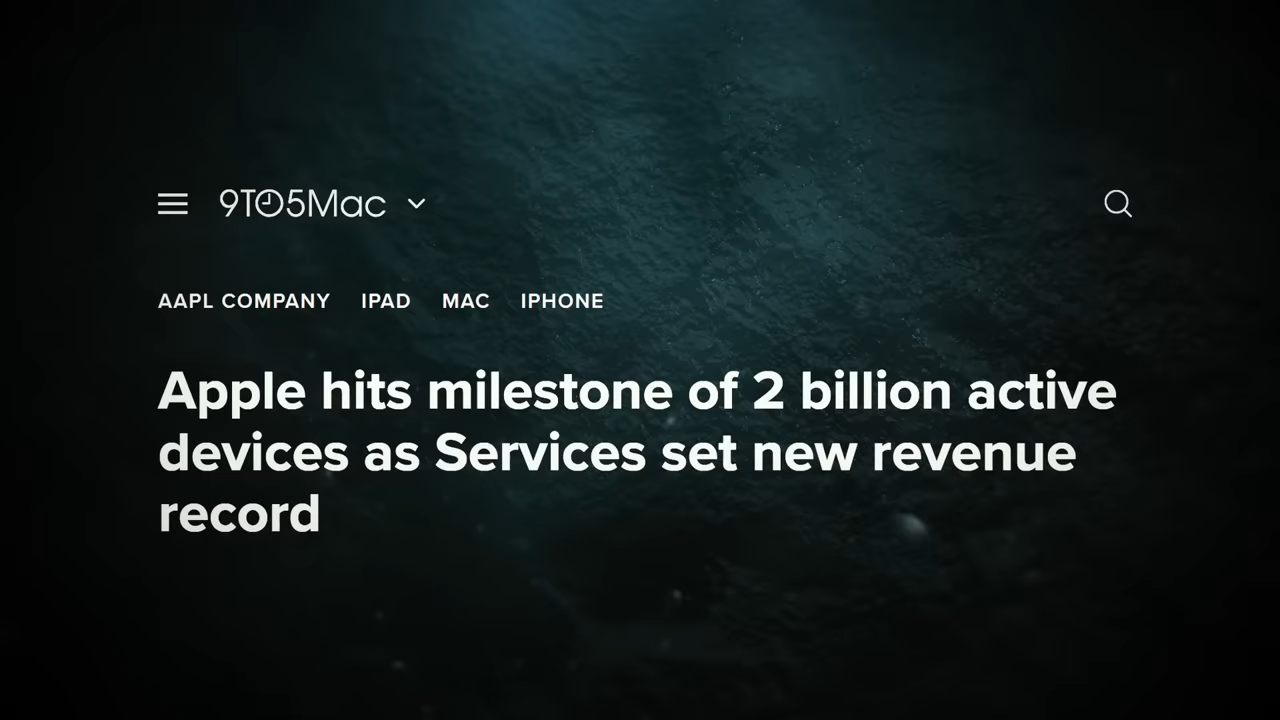 9TO5Mac
AAPL COMPANY IPAD MAC IPHONE
Apple hits milestone of 2 billion active
devices as Services set new revenue
record